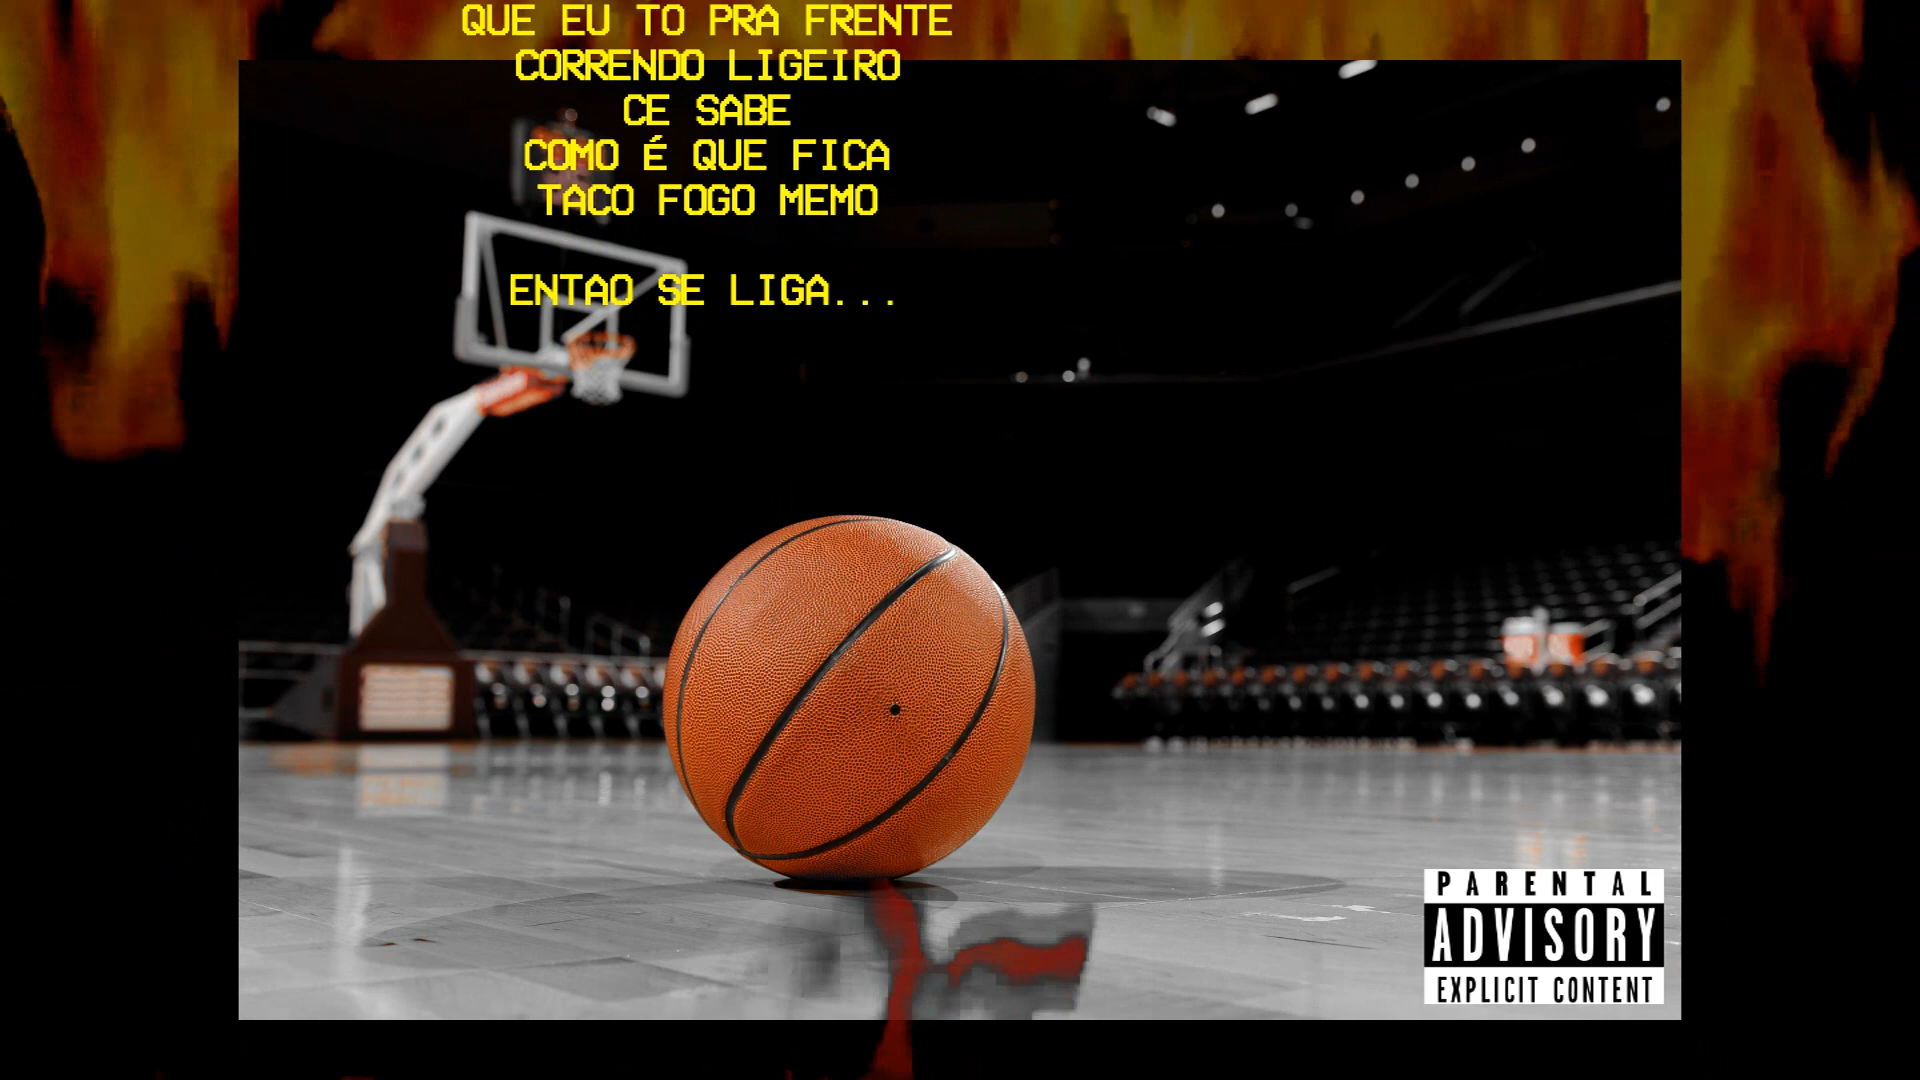 QUE EU TO PRA FRENTE
CORRENDO LIGEIRO
CE SABE
COMO É QUE FICA
TACO FOGO MEMO
ENTAO SE LIGA...
PARENTAL
ADVISORY
EXPLICIT CONTENT